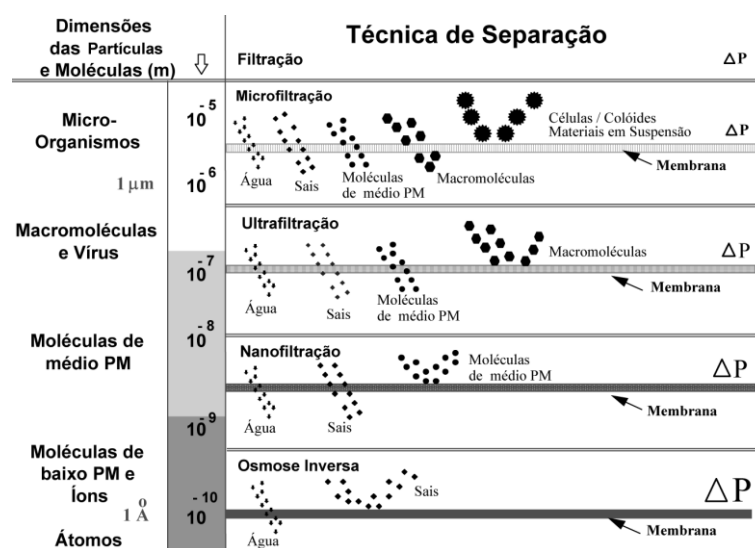 Dimensões
das Partículas
e Moléculas (m)
Técnica de Separação
Filtração
ΔP
Micro-
Organismos
1 μm
10-5
10-6
Microfiltração
Células / Colóides
Materiais em Suspensão
ΔP
Membrana
Água
Sais
Moléculas
de médio PM
Macromoléculas
Macromoléculas
e Vírus
10-7
Ultrafiltração
Macromoléculas
ΔP
Membrana
Água
Sais
Moléculas
de médio PM
Moléculas de
médio PM
10-8
10-9
Nanofiltração
Moléculas
de médio PM
ΔP
Membrana
Água
Sais
Moléculas de
baixo PM e
Íons
1 Å
Átomos
10-10
Osmose Inversa
Sais
ΔP
Membrana
Água